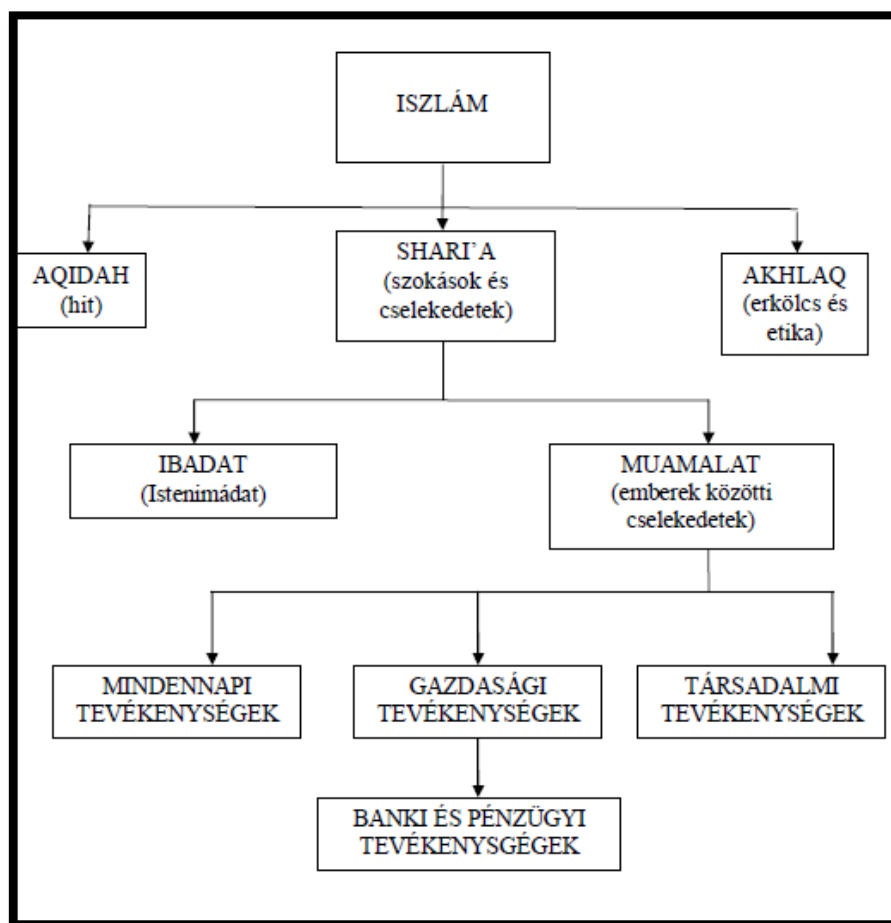 ISZLÁM
AQIDAH
(hit)
SHARI’A
(szokások és
cselekedetek)
AKHLAQ
(erkölcs és
etika)
IBADAT
(Istenimádat)
MUAMALAT
(emberek közötti
cselekedetek)
MINDENNAPI
TEVÉKENYSÉGEK
GAZDASÁGI
TEVÉKENYSÉGEK
TÁRSADALMI
TEVÉKENYSÉGEK
BANKI ÉS PÉNZÜGYI
TEVÉKENYSGÉGEK